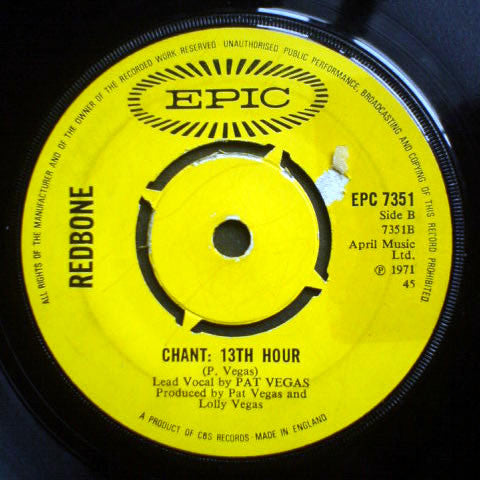 ALL RIGHTS OF THE MANUFACTURER AND OF THE OWNER OF THE RECORDED WORK RESERVED · UNAUTHORISED PUBLIC PERFORMANCE, BROADCASTING AND COPYING OF THIS RECORD PROHIBITED
EPIC
REDBONE
EPC 7351
Side B
7351B
April Music
Ltd.
℗ 1971
45
CHANT: 13TH HOUR
(P. Vegas)
Lead Vocal by PAT VEGAS
Produced by Pat Vegas and
Lolly Vegas
A PRODUCT OF CBS RECORDS · MADE IN ENGLAND